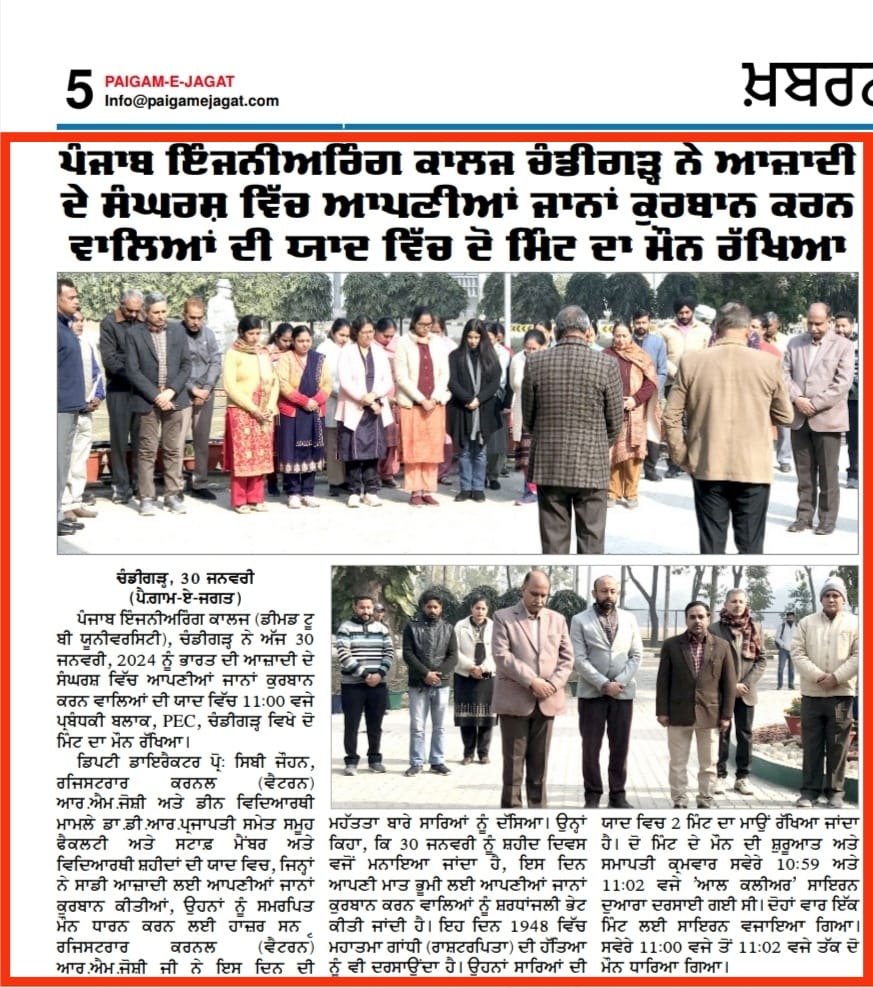 5 PAIGAM-E-JAGAT
Info@paigamejagat.com
ਪੰਜਾਬ ਇੰਜਨੀਅਰਿੰਗ ਕਾਲਜ ਚੰਡੀਗੜ੍ਹ ਨੇ ਆਜ਼ਾਦੀ
ਦੇ ਸੰਘਰਸ਼ ਵਿੱਚ ਆਪਣੀਆਂ ਜਾਨਾਂ ਕੁਰਬਾਨ ਕਰਨ
ਵਾਲਿਆਂ ਦੀ ਯਾਦ ਵਿੱਚ ਦੋ ਮਿੰਟ ਦਾ ਮੌਨ ਰੱਖਿਆ
ਚੰਡੀਗੜ੍ਹ, 30 ਜਨਵਰੀ
(ਪੈ.ਗਾਮ-ਏ-ਜਗਤ)
ਪੰਜਾਬ ਇੰਜਨੀਅਰਿੰਗ ਕਾਲਜ (ਡੀਮਡ ਟੂ
ਬੀ ਯੂਨੀਵਰਸਿਟੀ), ਚੰਡੀਗੜ੍ਹ ਨੇ ਅੱਜ 30
ਜਨਵਰੀ, 2024 ਨੂੰ ਭਾਰਤ ਦੀ ਆਜ਼ਾਦੀ ਦੇ
ਸੰਘਰਸ਼ ਵਿੱਚ ਆਪਣੀਆਂ ਜਾਨਾਂ ਕੁਰਬਾਨ
ਕਰਨ ਵਾਲਿਆਂ ਦੀ ਯਾਦ ਵਿੱਚ 11:00 ਵਜੇ
ਪ੍ਰਬੰਧਕੀ ਬਲਾਕ, PEC, ਚੰਡੀਗੜ੍ਹ ਵਿਖੇ ਦੋ
ਮਿੰਟ ਦਾ ਮੌਨ ਰੱਖਿਆ।
ਡਿਪਟੀ ਡਾਇਰੈਕਟਰ ਪ੍ਰੋਃ ਸਿਬੀ ਜੌਹਨ,
ਰਜਿਸਟਰਾਰ ਕਰਨਲ (ਵੈਟਰਨ)
ਆਰ.ਐਮ.ਜੋਸ਼ੀ ਅਤੇ ਡੀਨ ਵਿਦਿਆਰਥੀ
ਮਾਮਲੇ ਡਾ.ਡੀ.ਆਰ.ਪ੍ਰਜਾਪਤੀ ਸਮੇਤ ਸਮੂਹ
ਫੈਕਲਟੀ ਅਤੇ ਸਟਾਫ਼ ਮੈਂਬਰ ਅਤੇ
ਵਿਦਿਆਰਥੀ ਸ਼ਹੀਦਾਂ ਦੀ ਯਾਦ ਵਿਚ, ਜਿਨ੍ਹਾਂ
ਨੇ ਸਾਡੀ ਆਜ਼ਾਦੀ ਲਈ ਆਪਣੀਆਂ ਜਾਨਾਂ
ਕੁਰਬਾਨ ਕੀਤੀਆਂ, ਉਹਨਾਂ ਨੂੰ ਸਮਰਪਿਤ
ਮੌਨ ਧਾਰਨ ਕਰਨ ਲਈ ਹਾਜ਼ਰ ਸਨ
ਰਜਿਸਟਰਾਰ ਕਰਨਲ (ਵੈਟਰਨ)
ਆਰ.ਐਮ.ਜੋਸ਼ੀ ਜੀ ਨੇ ਇਸ ਦਿਨ ਦੀ
ਮਹੱਤਤਾ ਬਾਰੇ ਸਾਰਿਆਂ ਨੂੰ ਦੱਸਿਆ। ਉਨ੍ਹਾਂ
ਕਿਹਾ, ਕਿ 30 ਜਨਵਰੀ ਨੂੰ ਸ਼ਹੀਦ ਦਿਵਸ
ਵਜੋਂ ਮਨਾਇਆ ਜਾਂਦਾ ਹੈ, ਇਸ ਦਿਨ
ਆਪਣੀ ਮਾਤ ਭੂਮੀ ਲਈ ਆਪਣੀਆਂ ਜਾਨਾਂ
ਕੁਰਬਾਨ ਕਰਨ ਵਾਲਿਆਂ ਨੂੰ ਸ਼ਰਧਾਂਜਲੀ ਭੇਟ
ਕੀਤੀ ਜਾਂਦੀ ਹੈ। ਇਹ ਦਿਨ 1948 ਵਿੱਚ
ਮਹਾਤਮਾ ਗਾਂਧੀ (ਰਾਸ਼ਟਰਪਿਤਾ) ਦੀ ਹੱਤਿਆ
ਨੂੰ ਵੀ ਦਰਸਾਉਂਦਾ ਹੈ। ਉਹਨਾਂ ਸਾਰਿਆਂ ਦੀ
ਯਾਦ ਵਿਚ 2 ਮਿੰਟ ਦਾ ਮਾਉਂ ਰੱਖਿਆ ਜਾਂਦਾ
ਹੈ। ਦੋ ਮਿੰਟ ਦੇ ਮੌਨ ਦੀ ਸ਼ੁਰੂਆਤ ਅਤੇ
ਸਮਾਪਤੀ ਕ੍ਰਮਵਾਰ ਸਵੇਰੇ 10:59 ਅਤੇ
11:02 ਵਜੇ 'ਆਲ ਕਲੀਅਰ' ਸਾਇਰਨ
ਦੁਆਰਾ ਦਰਸਾਈ ਗਈ ਸੀ। ਦੋਹਾਂ ਵਾਰ ਇੱਕ
ਮਿੰਟ ਲਈ ਸਾਇਰਨ ਵਜਾਇਆ ਗਿਆ।
ਸਵੇਰੇ 11:00 ਵਜੇ ਤੋਂ 11:02 ਵਜੇ ਤੱਕ ਦੋ
ਮੌਨ ਧਾਰਿਆ ਗਿਆ।